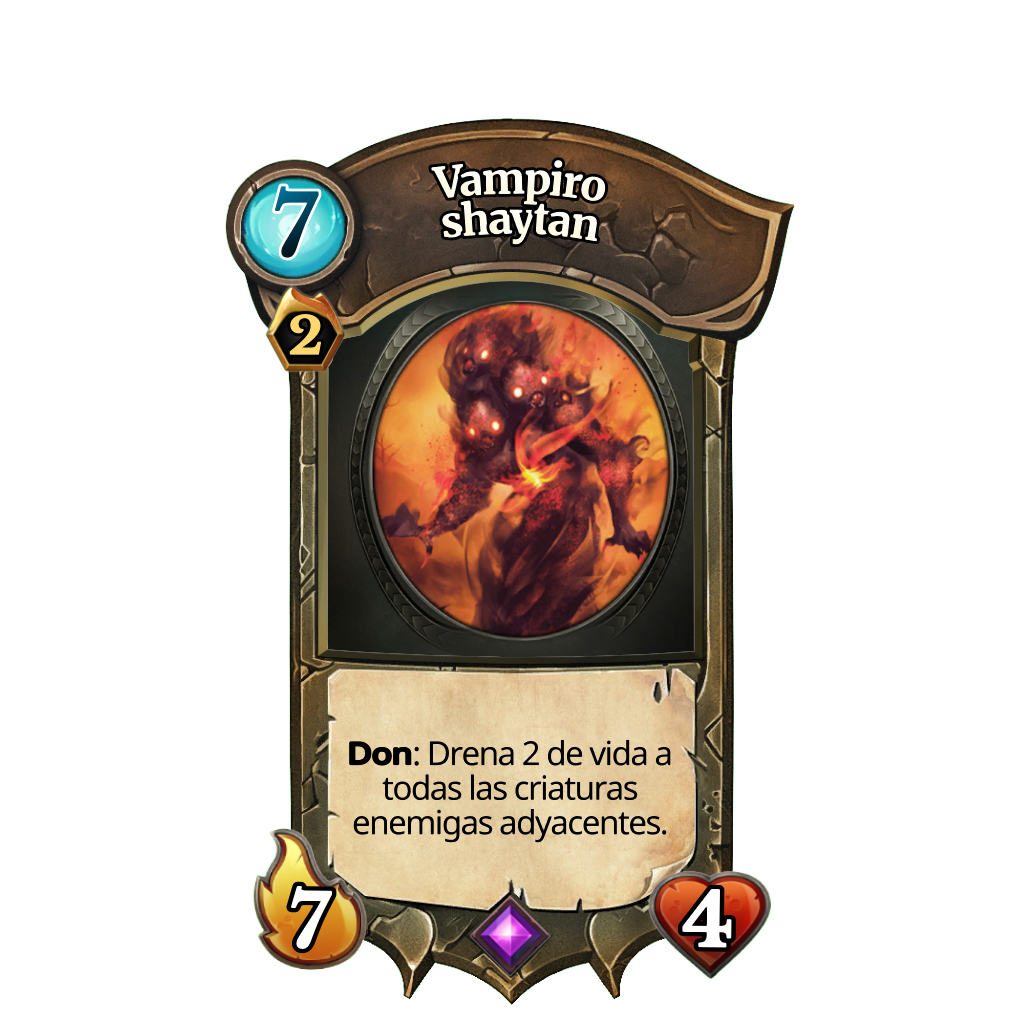 Vampiro
shaytan
7
2
Don: Drena 2 de vida a
todas las criaturas
enemigas adyacentes.
7
4